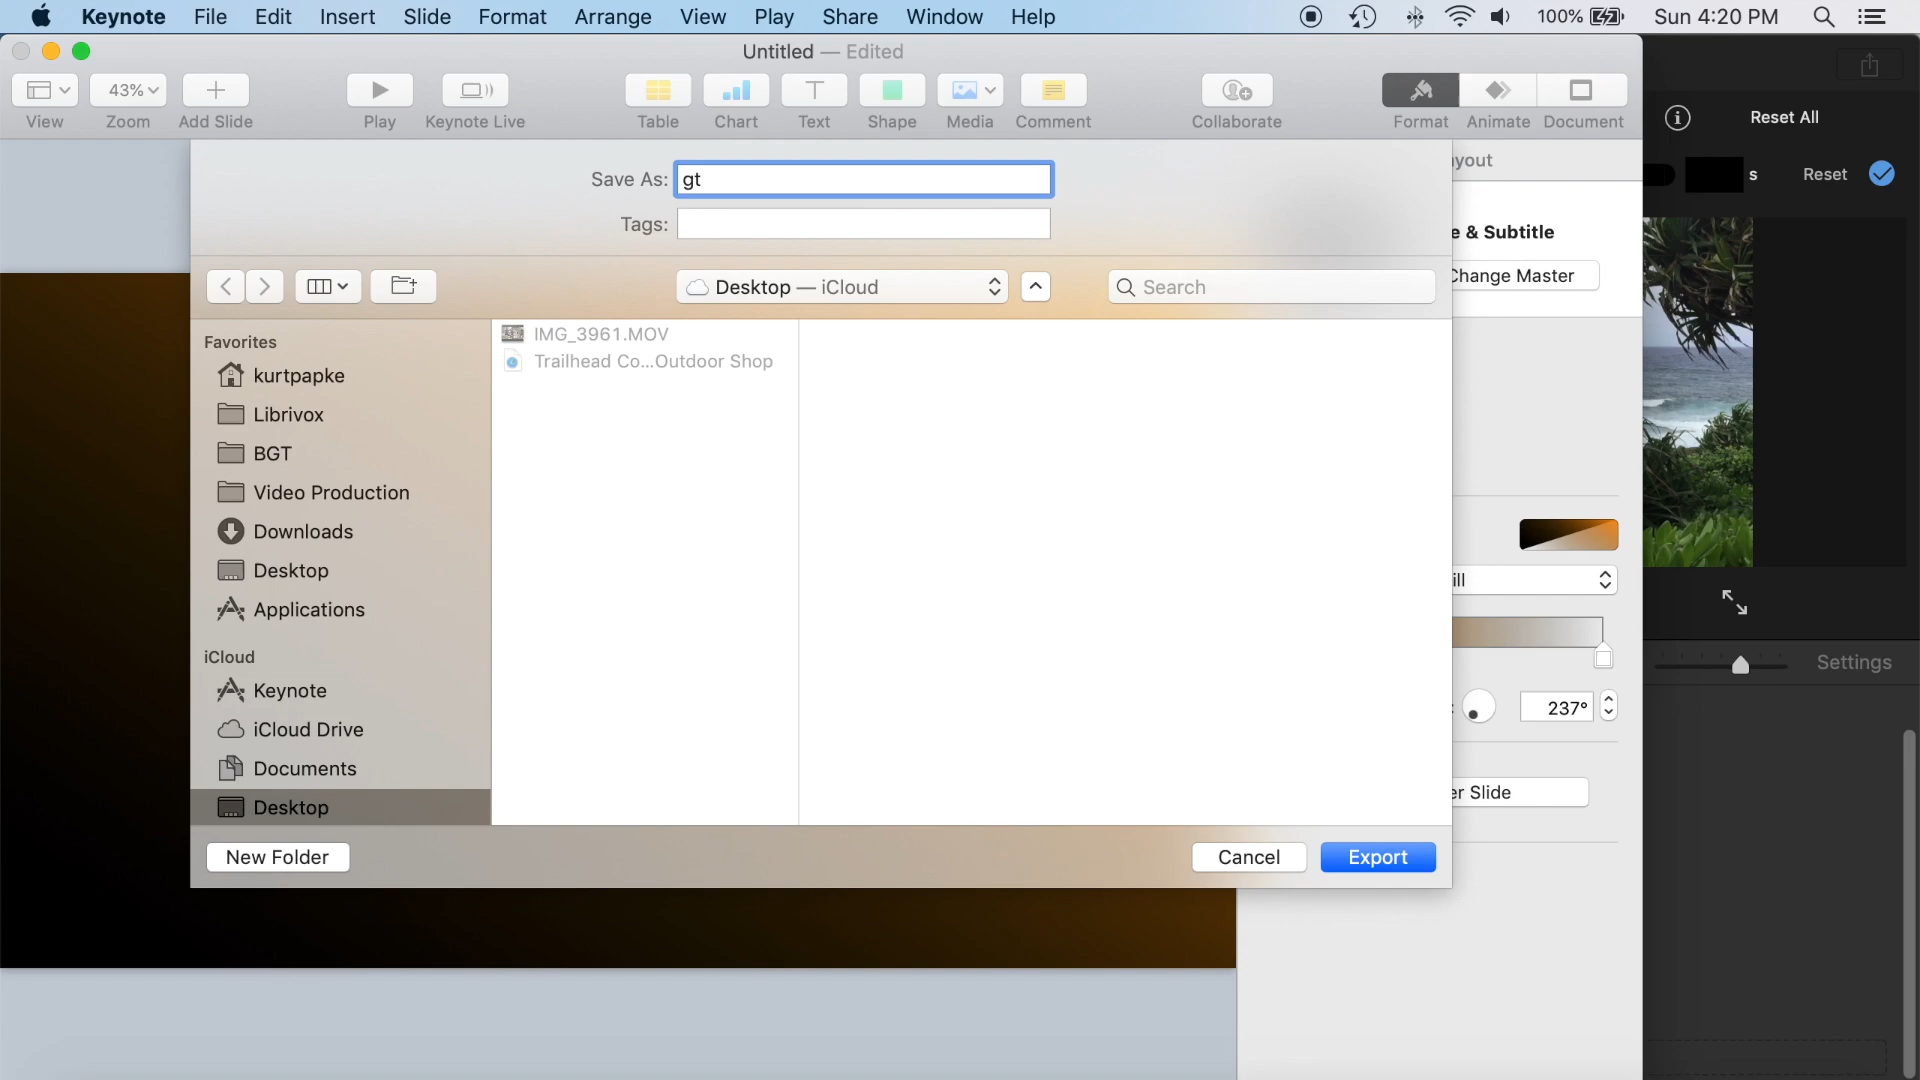 Keynote File Edit Insert Slide Format Arrange View Play Share Window Help 100% Sun 4:20 PM
Untitled — Edited
43%
View Zoom Add Slide Play Keynote Live Table Chart Text Shape Media Comment Collaborate Format Animate Document
Reset All
yout
Save As: gt
s Reset
Tags:
e & Subtitle
Change Master
Desktop — iCloud
Search
Favorites
IMG_3961.MOV
Trailhead Co...Outdoor Shop
kurtpapke
Librivox
BGT
Video Production
Downloads
Desktop
ill
Applications
iCloud
Settings
Keynote
237°
iCloud Drive
Documents
er Slide
Desktop
New Folder
Cancel
Export